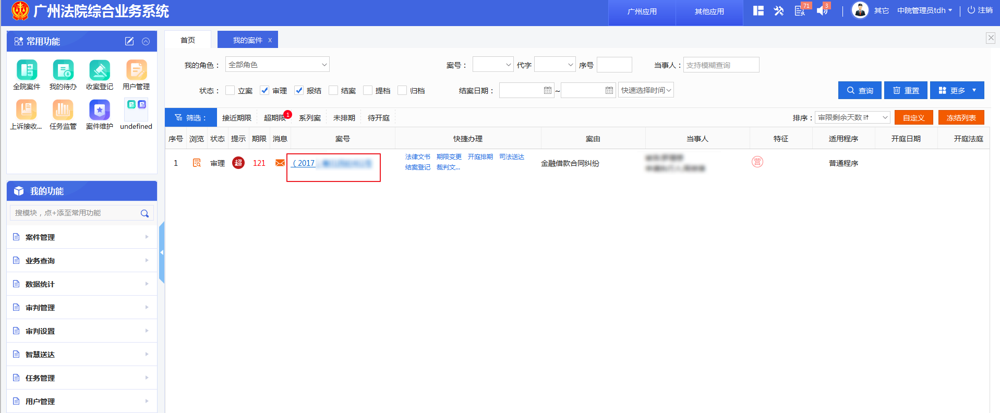 广州法院综合业务系统
广州应用 其他应用 71 3 其它 中院管理员tdh 注销
常用功能
全院案件 我的待办 收案登记 用户管理
上诉接收... 任务监管 案件维护 undefined
我的功能
搜模块，点+添至常用功能
案件管理
业务查询
数据统计
审判管理
审判设置
智慧送达
任务管理
用户管理
首页 我的案件 x
我的角色： 全部角色 案号： 代字 序号 当事人： 支持模糊查询
状态： 立案 审理 报结 结案 提档 归档 结案日期： ~ 快速选择时间 查询 重置 更多
筛选： 接近期限 超期限 1 系列案 未排期 待开庭 排序： 审限剩余天数 自定义 冻结列表
序号 浏览 状态 提示 期限 消息 案号 快捷办理 案由 当事人 特征 适用程序 开庭日期 开庭法庭
1 审理 超 121 （2017 法律文书 期限变更 开庭排期 司法送达 金融借款合同纠纷 营 普通程序
结案登记 裁判文...